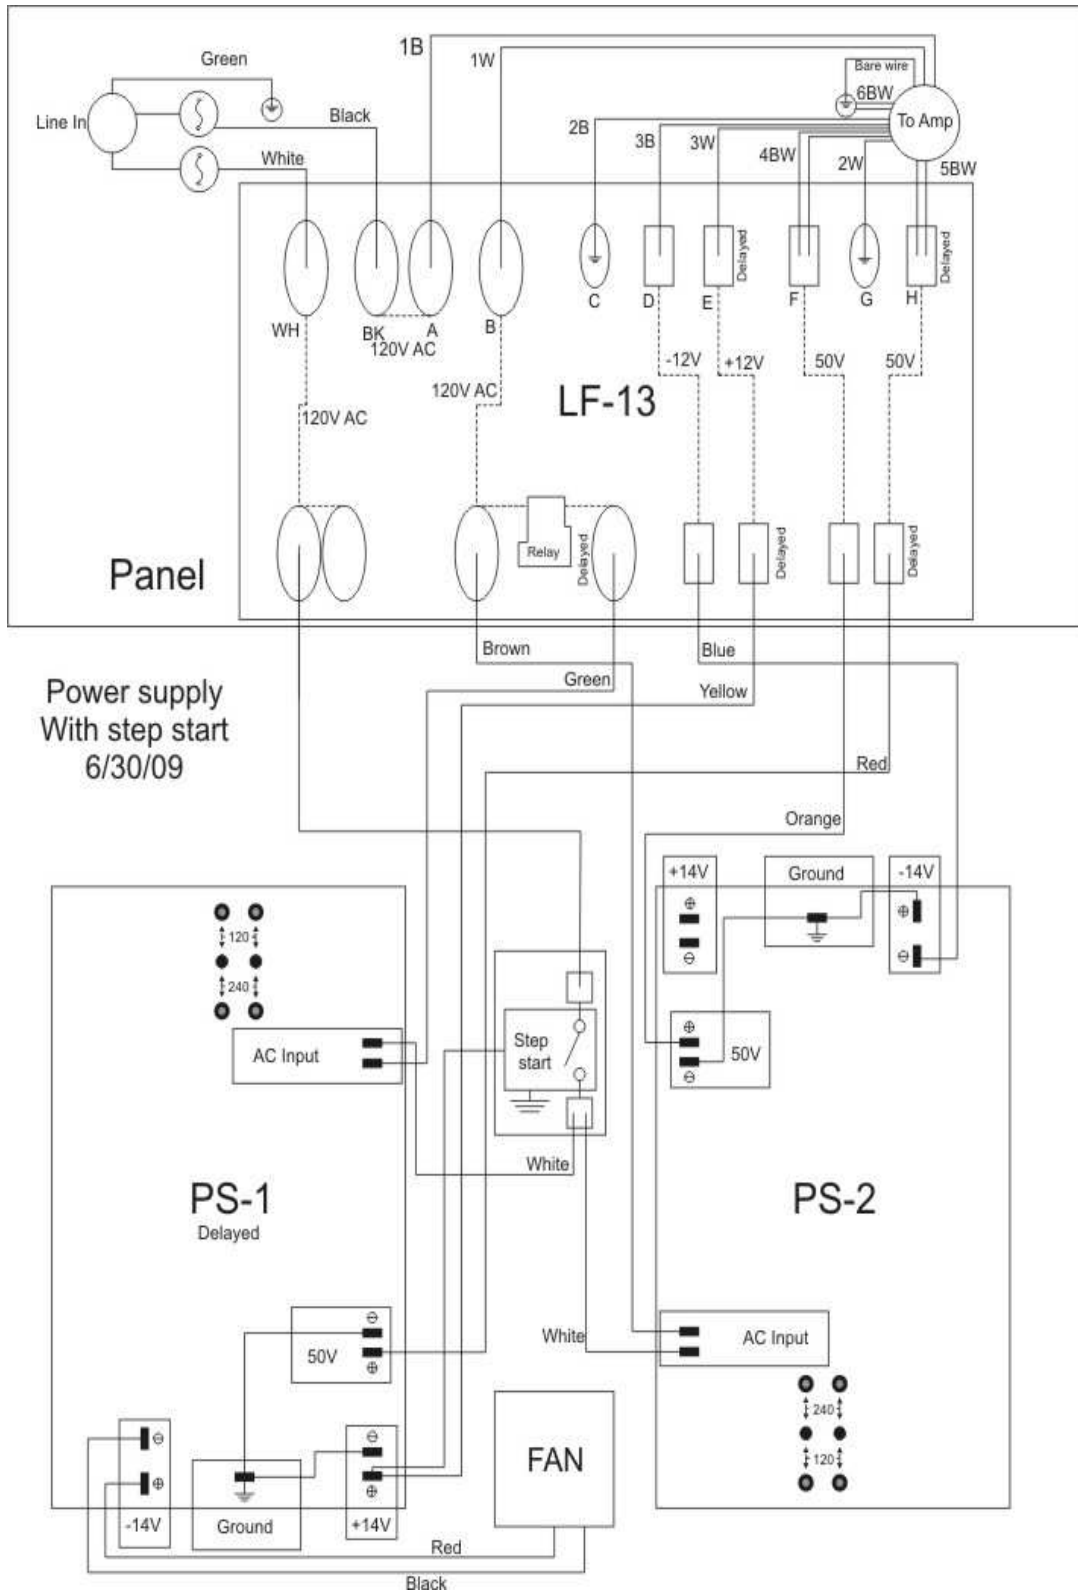 1B
1W
Green
Bare wire
6BW
Line In
Black
2B
To Amp
3B
3W
4BW
2W
5BW
White
Delayed
Delayed
WH
BK
A
B
C
D
E
F
G
H
120V AC
-12V
+12V
50V
50V
120V AC
LF-13
120V AC
Relay
Delayed
Delayed
Delayed
Panel
Brown
Blue
Green
Yellow
Power supply
With step start
6/30/09
Red
Orange
+14V
Ground
-14V
120
240
AC Input
Step
start
50V
White
PS-1
Delayed
PS-2
50V
White
AC Input
240
120
FAN
-14V
Ground
+14V
Red
Black